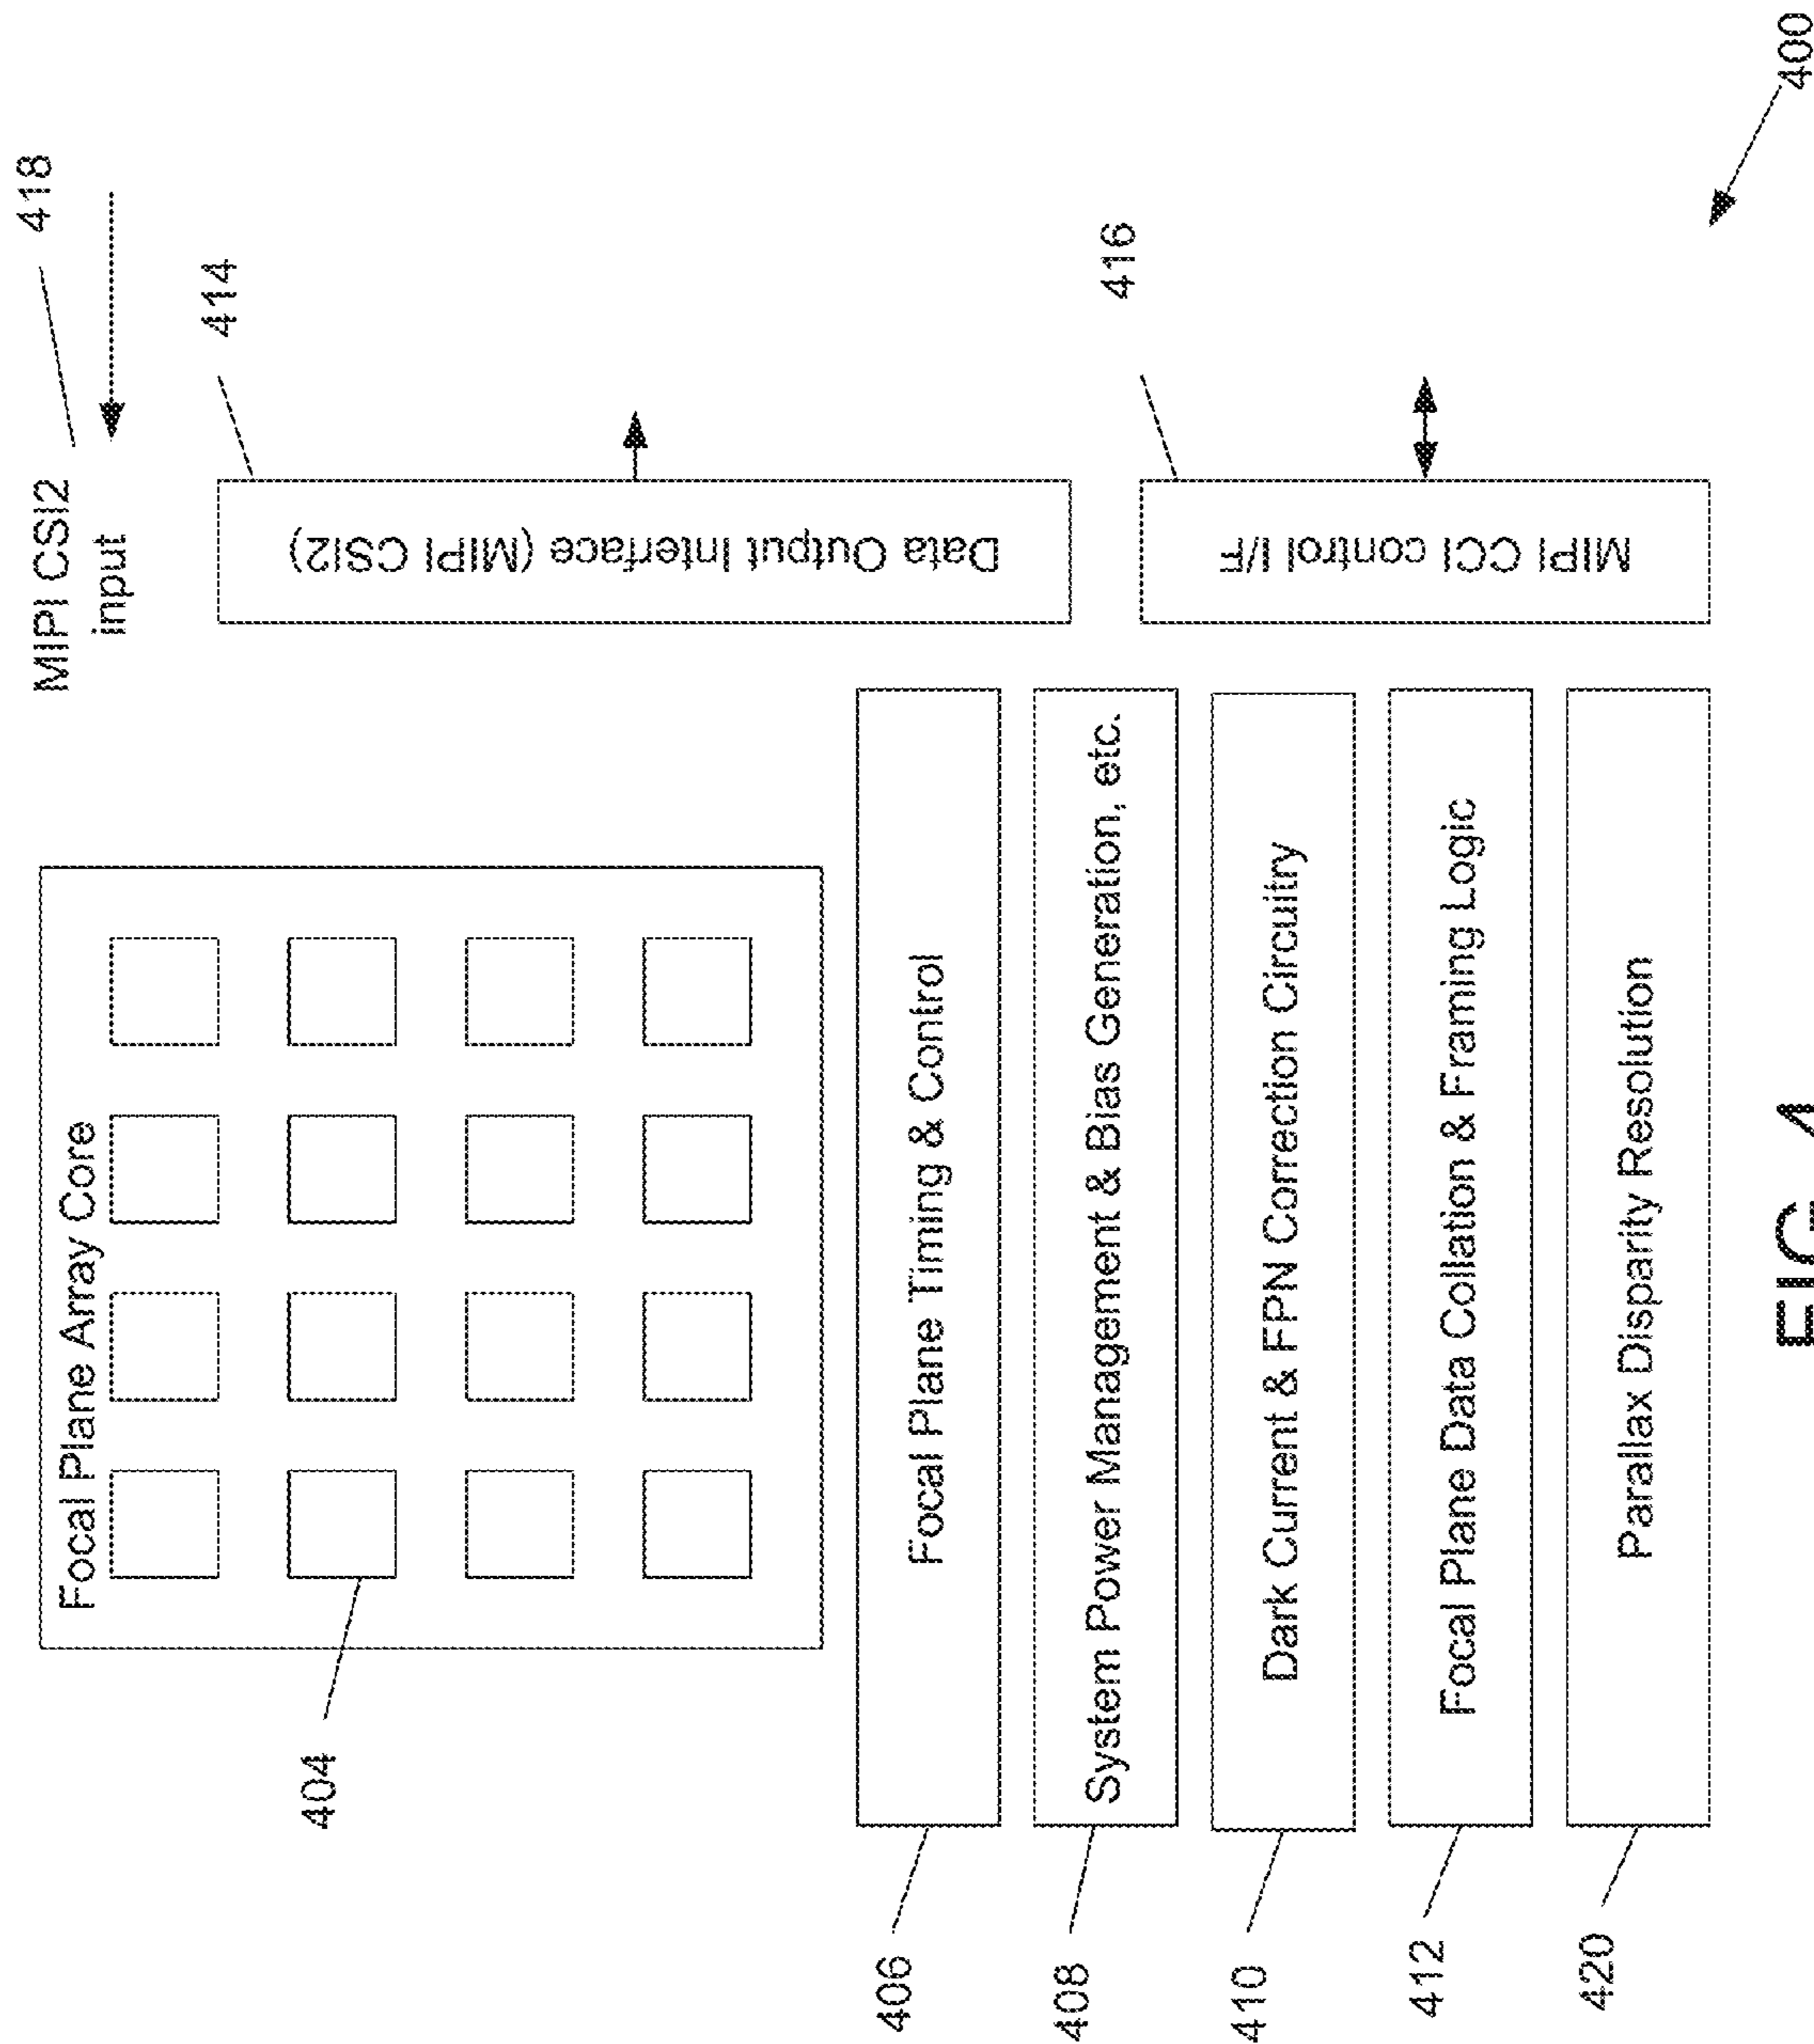 418
MIPI CSI2
input
Focal Plane Array Core
404
414
Data Output Interface (MIPI CSI2)
406
Focal Plane Timing & Control
408
System Power Management & Bias Generation, etc.
410
Dark Current & FPN Correction Circuitry
416
MIPI CCI control I/F
412
Focal Plane Data Collation & Framing Logic
420
Parallax Disparity Resolution
400
FIG. 4